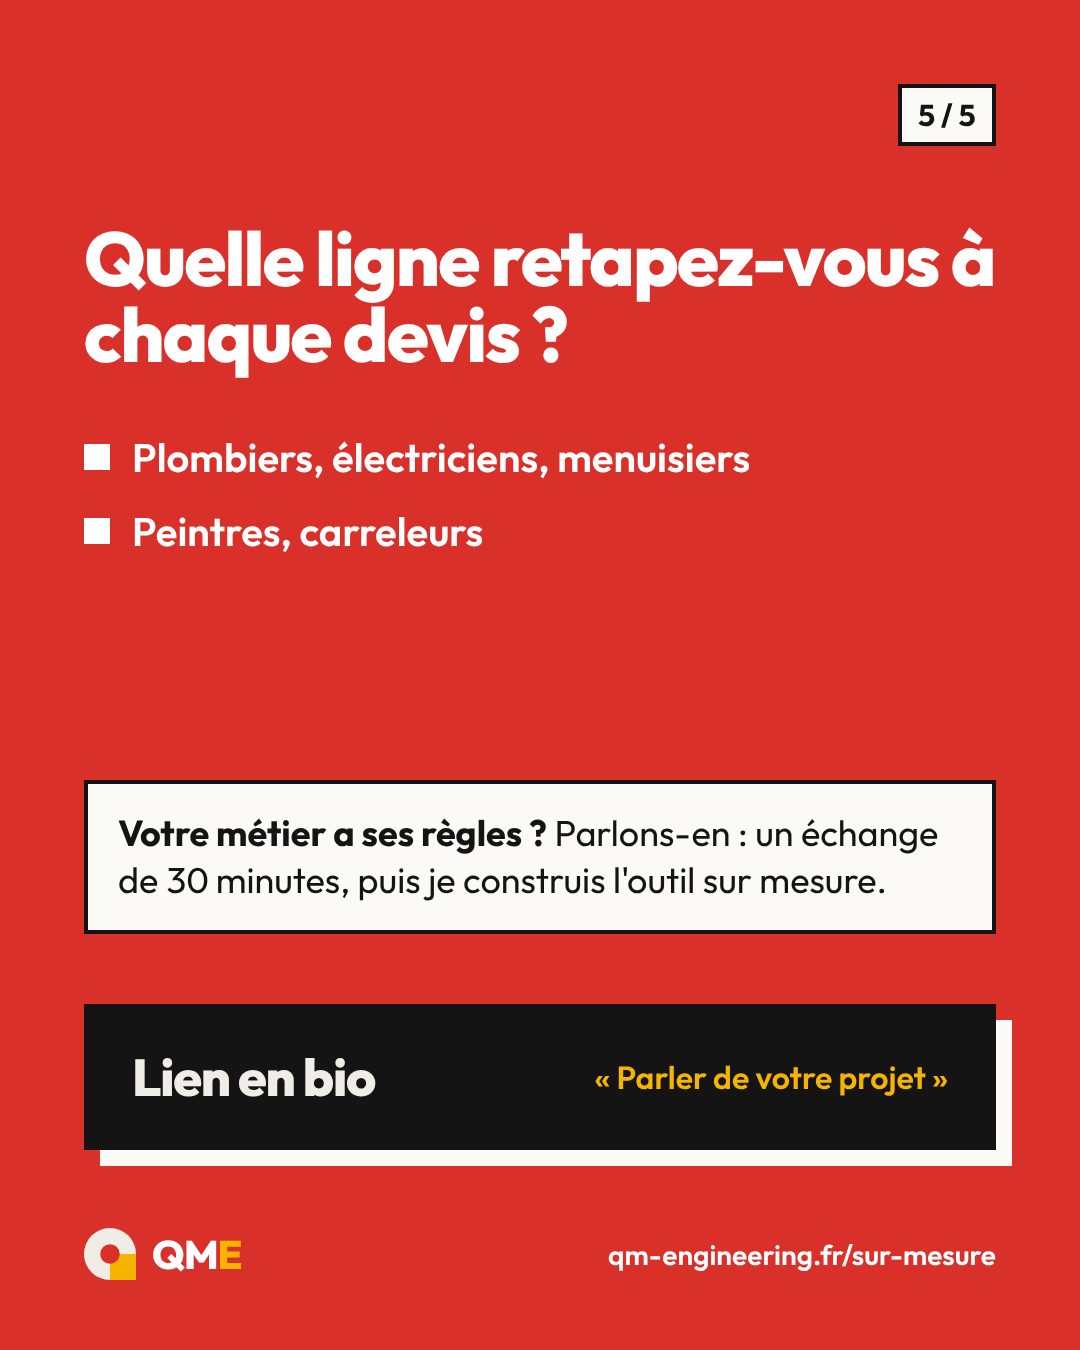 5 / 5
Quelle ligne retapez-vous à
chaque devis ?
Plombiers, électriciens, menuisiers
Peintres, carreleurs
Votre métier a ses règles ? Parlons-en : un échange
de 30 minutes, puis je construis l'outil sur mesure.
Lien en bio
« Parler de votre projet »
QME
qm-engineering.fr/sur-mesure